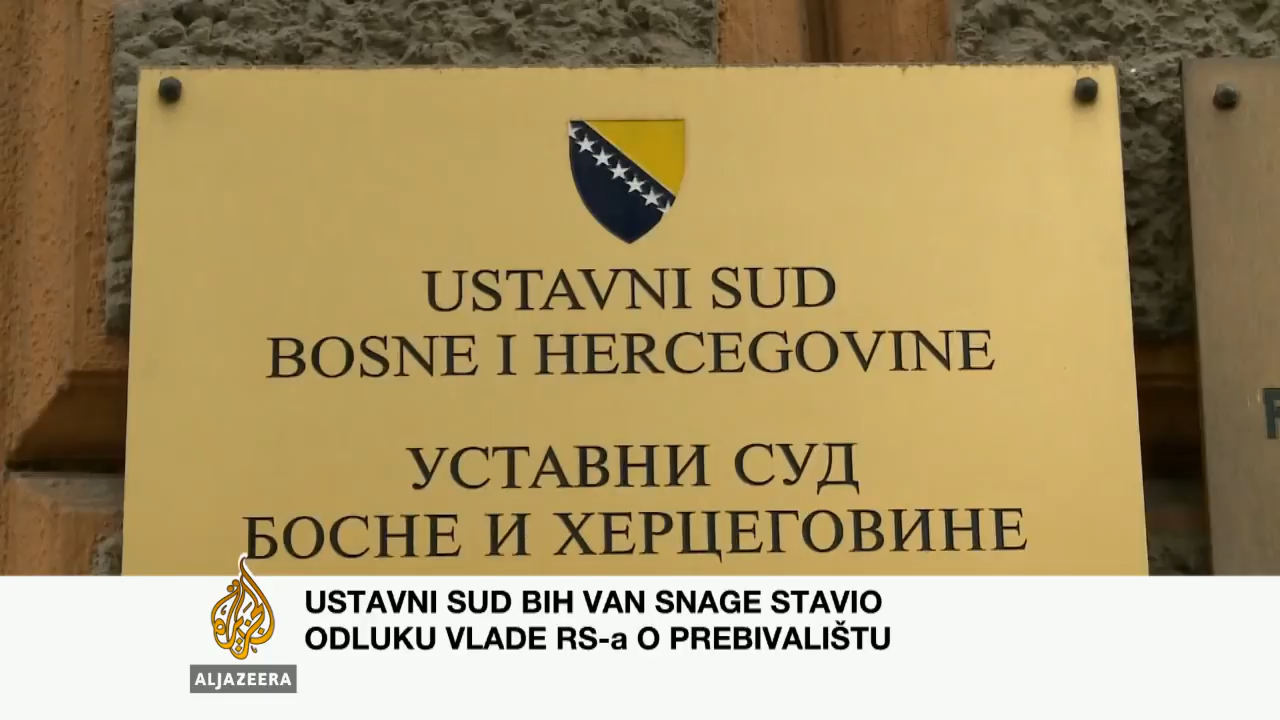 USTAVNI SUD
BOSNE I HERCEGOVINE
УСТАВНИ СУД
БОСНЕ И ХЕРЦЕГОВИНЕ
USTAVNI SUD BIH VAN SNAGE STAVIO
ODLUKU VLADE RS-a O PREBIVALIŠTU
ALJAZEERA